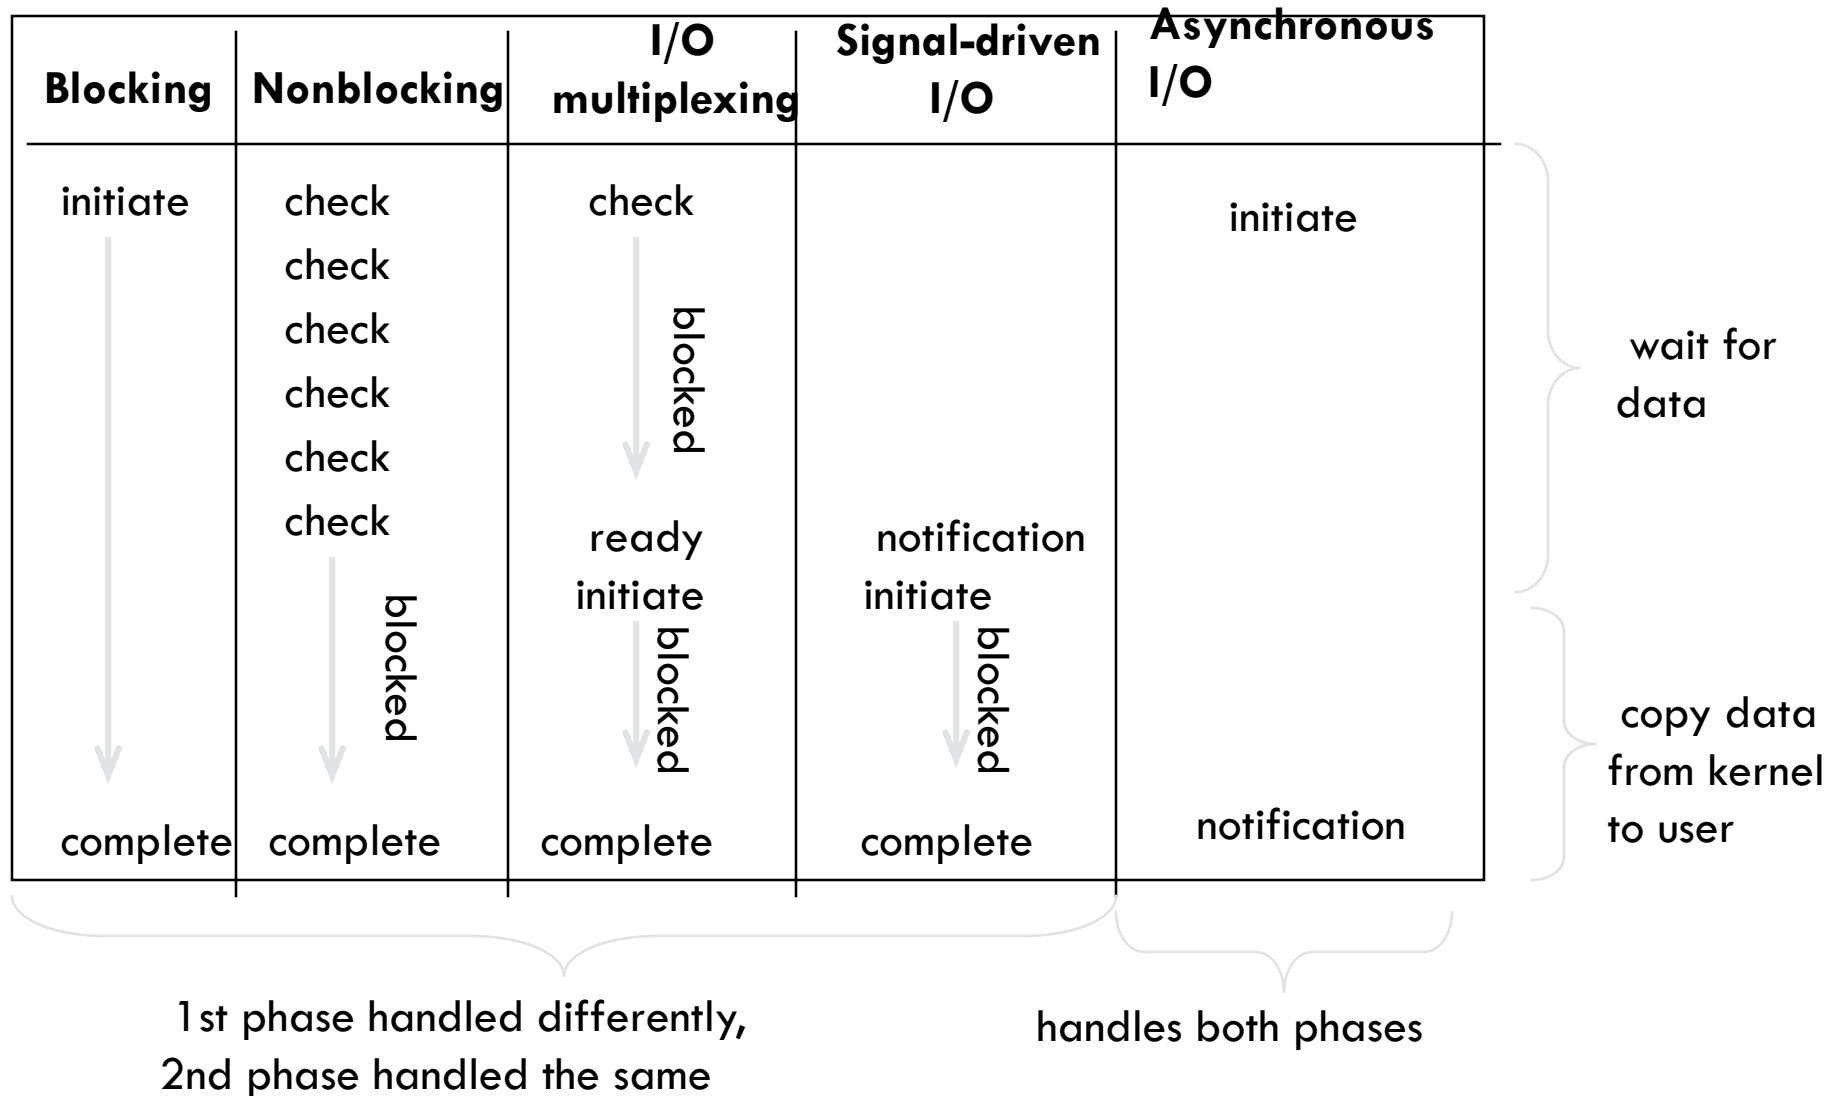 Blocking
Nonblocking
I/O
multiplexing
Signal-driven
I/O
Asynchronous
I/O
initiate
complete
check
check
check
check
check
check
blocked
complete
check
blocked
ready
initiate
blocked
complete
notification
initiate
blocked
complete
initiate
notification
wait for
data
copy data
from kernel
to user
1st phase handled differently,
2nd phase handled the same
handles both phases